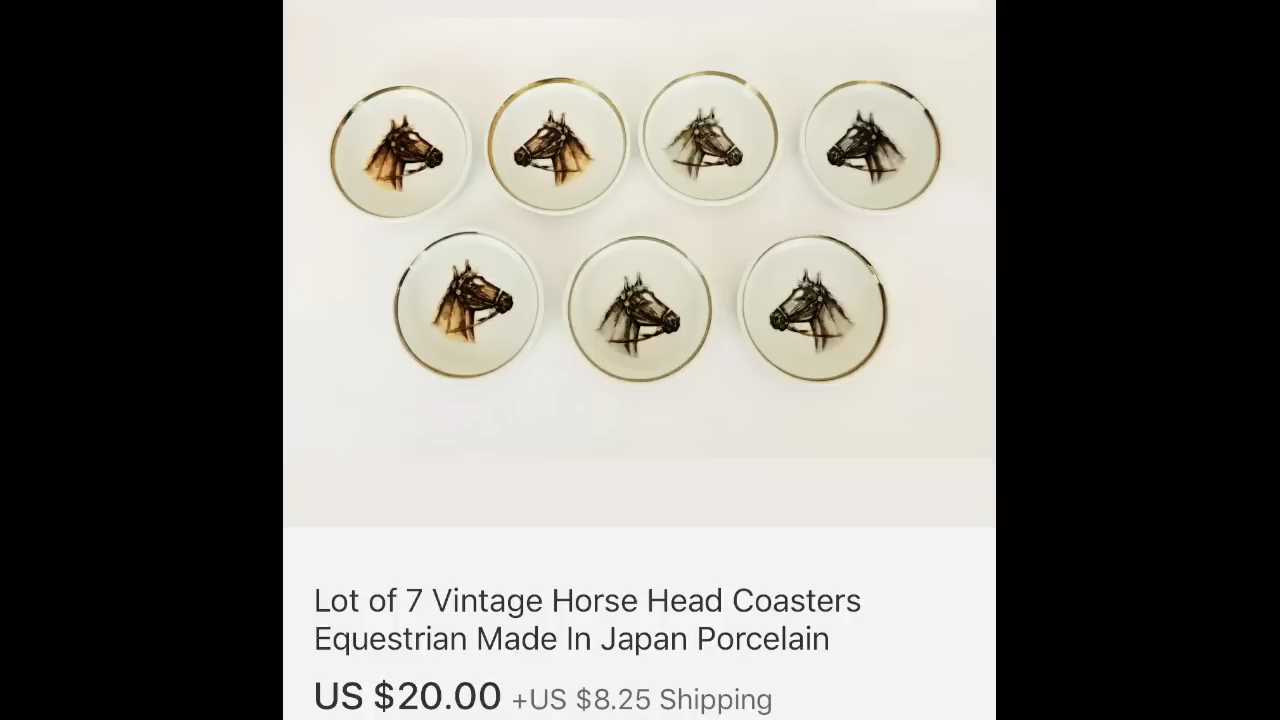 Lot of 7 Vintage Horse Head Coasters
Equestrian Made In Japan Porcelain
US $20.00 +US $8.25 Shipping